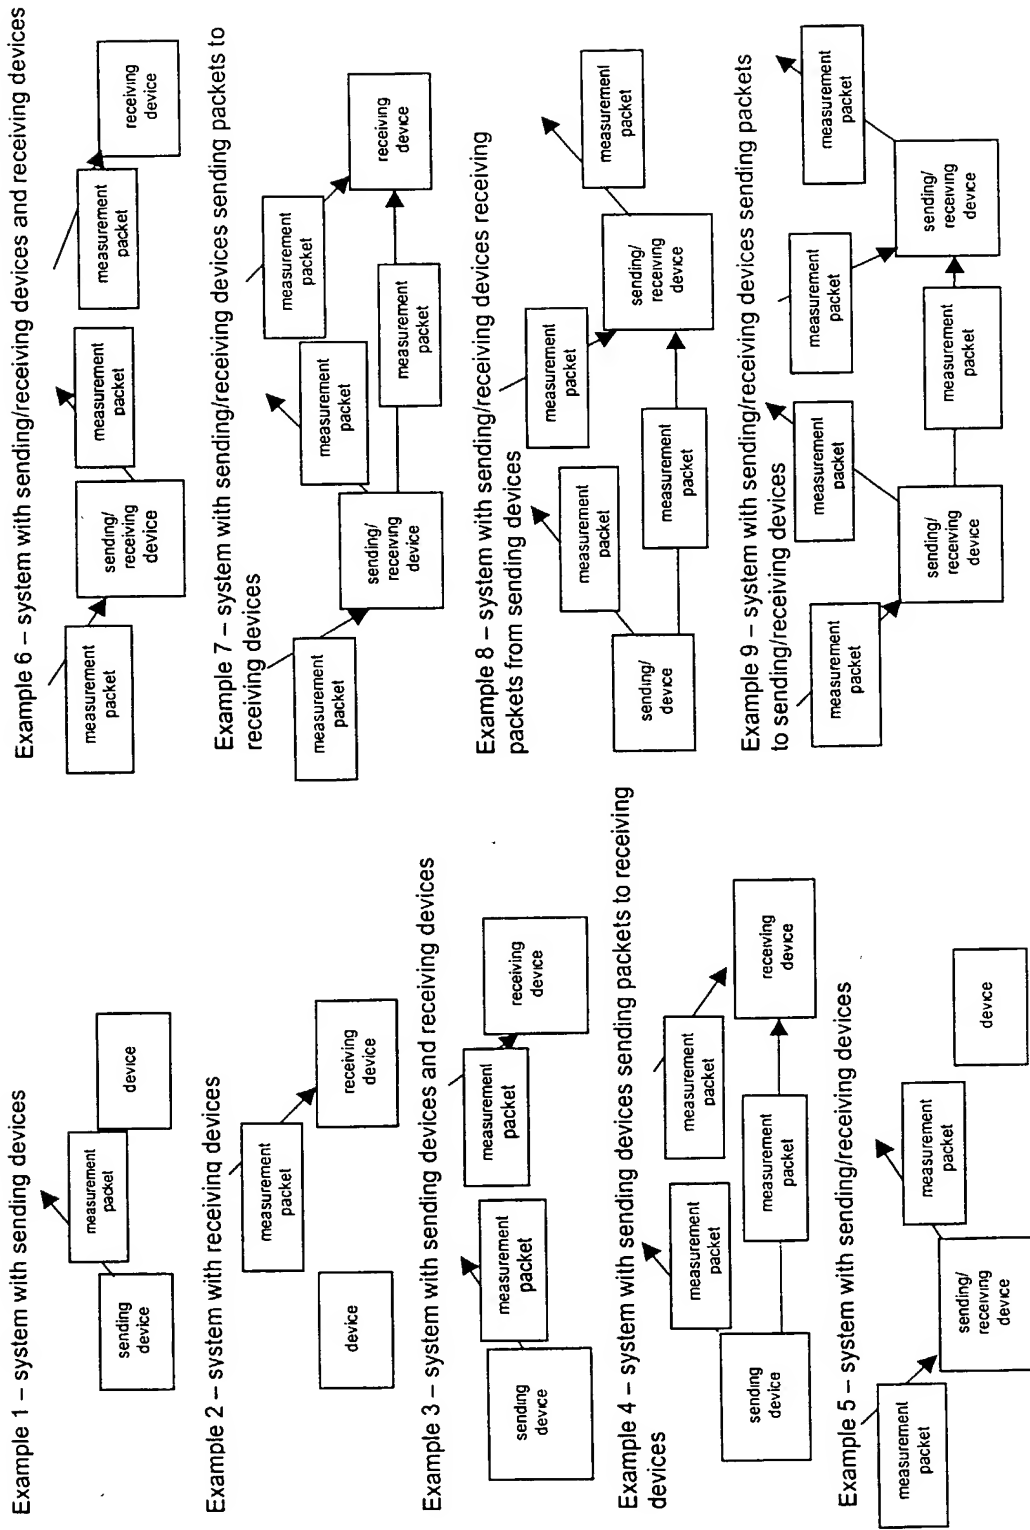 Example 1 – system with sending devices
sending
device
measurement
packet
device
Example 2 – system with receiving devices
device
measurement
packet
receiving
device
Example 3 – system with sending devices and receiving devices
sending
device
measurement
packet
measurement
packet
receiving
device
Example 4 – system with sending devices sending packets to receiving
devices
sending
device
measurement
packet
measurement
packet
measurement
packet
receiving
device
Example 5 – system with sending/receiving devices
measurement
packet
sending/
receiving
device
measurement
packet
device
Example 6 – system with sending/receiving devices and receiving devices
measurement
packet
sending/
receiving
device
measurement
packet
measurement
packet
receiving
device
Example 7 – system with sending/receiving devices sending packets to
receiving devices
measurement
packet
sending/
receiving
device
measurement
packet
measurement
packet
measurement
packet
receiving
device
Example 8 – system with sending/receiving devices receiving
packets from sending devices
sending/
device
measurement
packet
measurement
packet
measurement
packet
sending/
receiving
device
measurement
packet
Example 9 – system with sending/receiving devices sending packets
to sending/receiving devices
measurement
packet
sending/
receiving
device
measurement
packet
measurement
packet
measurement
packet
sending/
receiving
device
measurement
packet